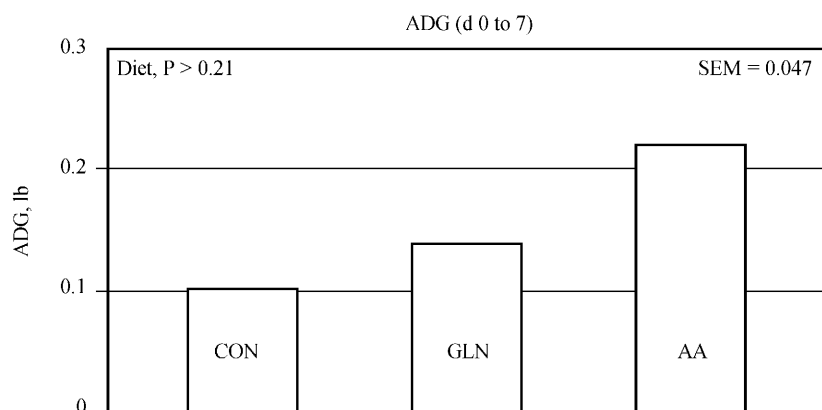 ADG (d 0 to 7)
0.3
Diet, P > 0.21
SEM = 0.047
0.2
ADG, lb
0.1
CON
GLN
AA
0